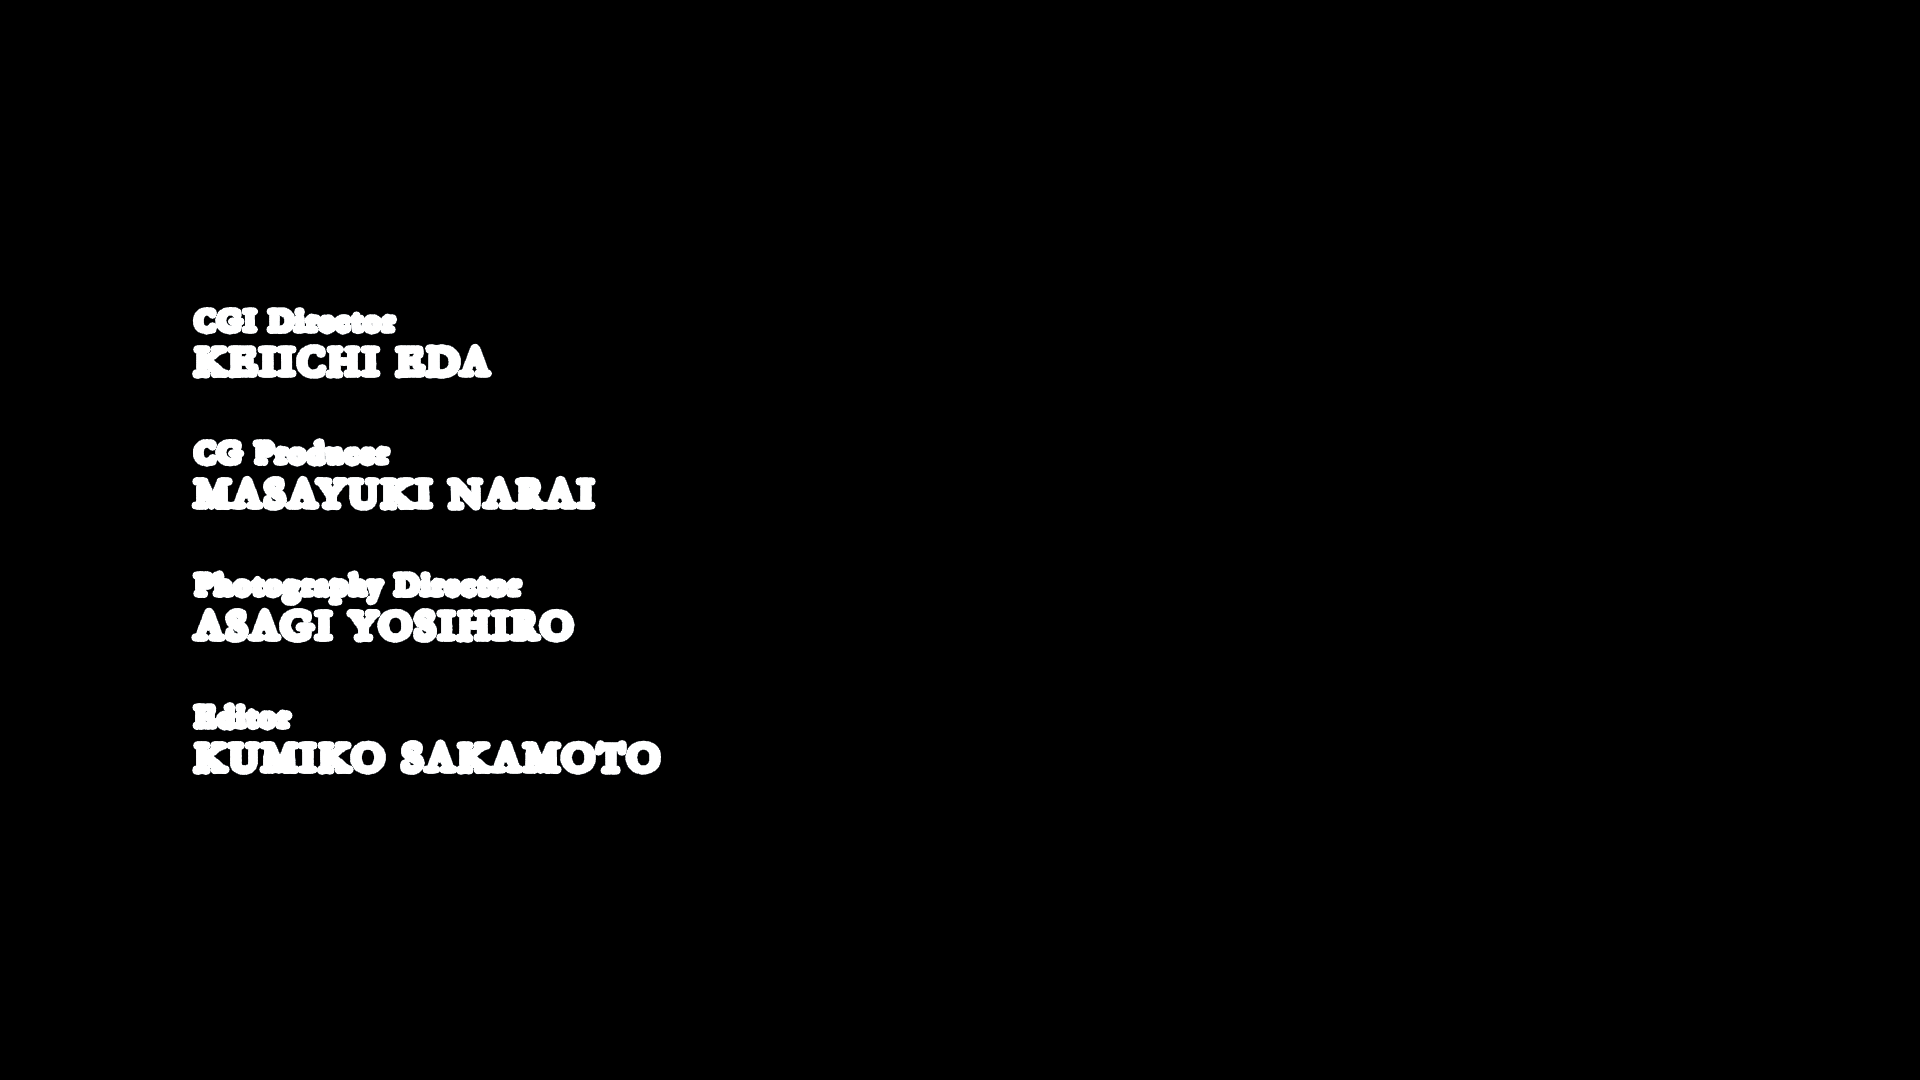 CGI Director
KEIICHI EDA
CG Producer
MASAYUKI NARAI
Photography Director
ASAGI YOSIHIRO
Editor
KUMIKO SAKAMOTO